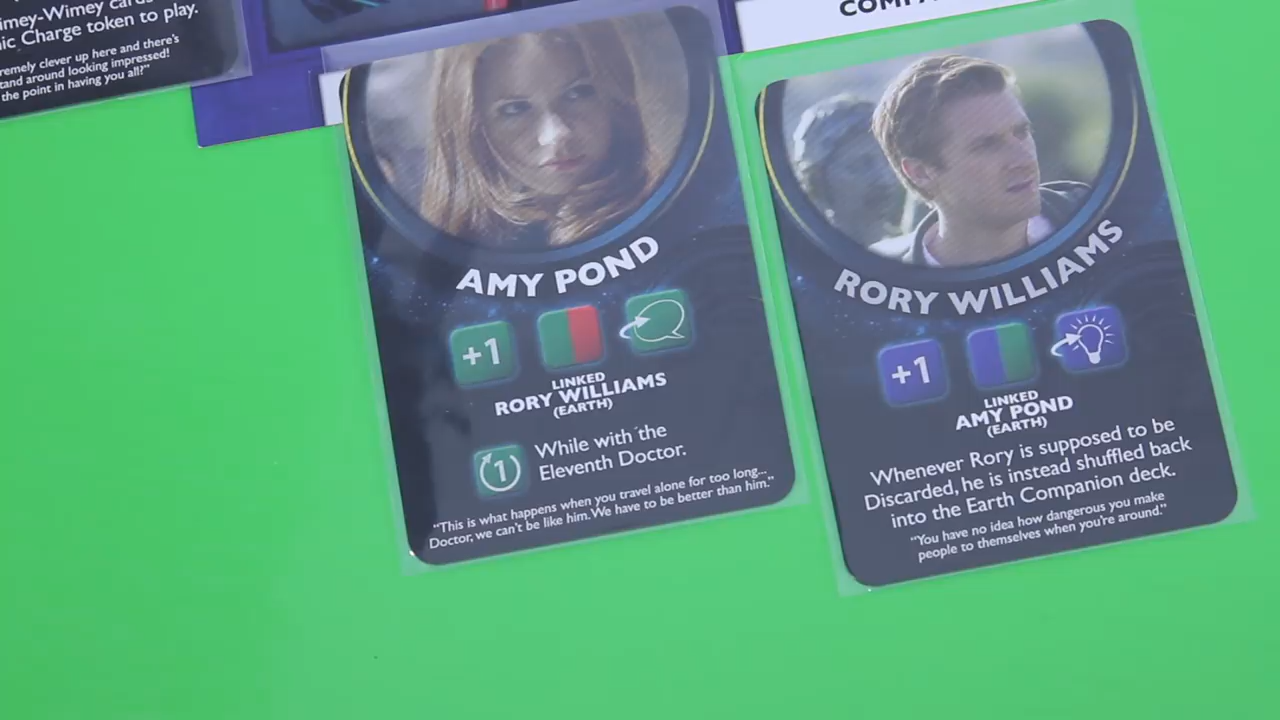 imey-Wimey cards
ic Charge token to play.
remely clever up here and there's
tand around looking impressed!
the point in having you all?"
AMY POND
+1
LINKED
RORY WILLIAMS
(EARTH)
1
While with the
Eleventh Doctor.
"This is what happens when you travel alone for too long...
Doctor, we can't be like him. We have to be better than him."
RORY WILLIAMS
+1
LINKED
AMY POND
(EARTH)
Whenever Rory is supposed to be
Discarded, he is instead shuffled back
into the Earth Companion deck.
"You have no idea how dangerous you make
people to themselves when you're around."